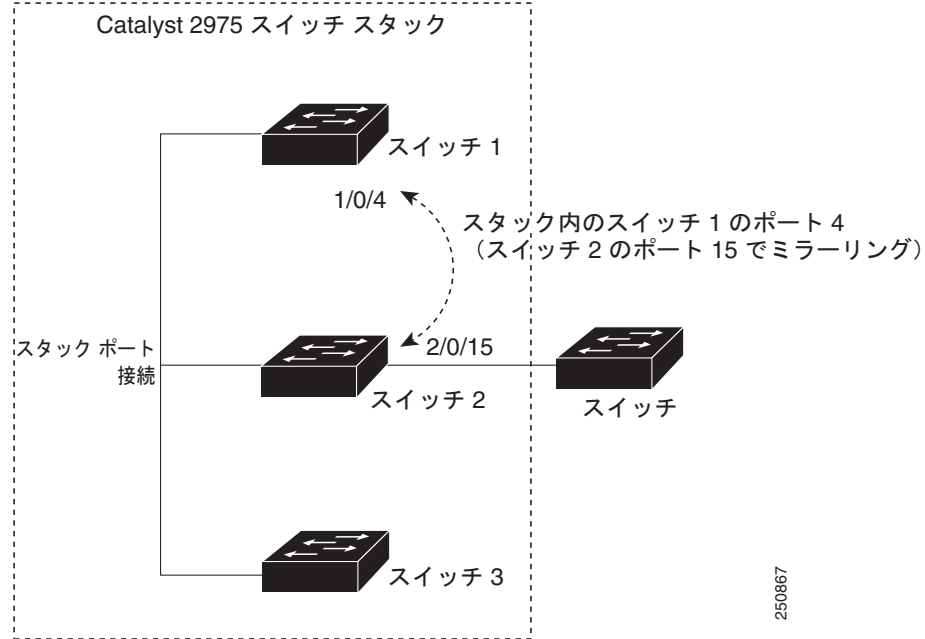 Catalyst 2975 スイッチ スタック
スイッチ 1
1/0/4
スタック内のスイッチ 1 のポート 4
（スイッチ 2 のポート 15 でミラーリング）
2/0/15
スタック ポート
接続
スイッチ 2
スイッチ
スイッチ 3
250867